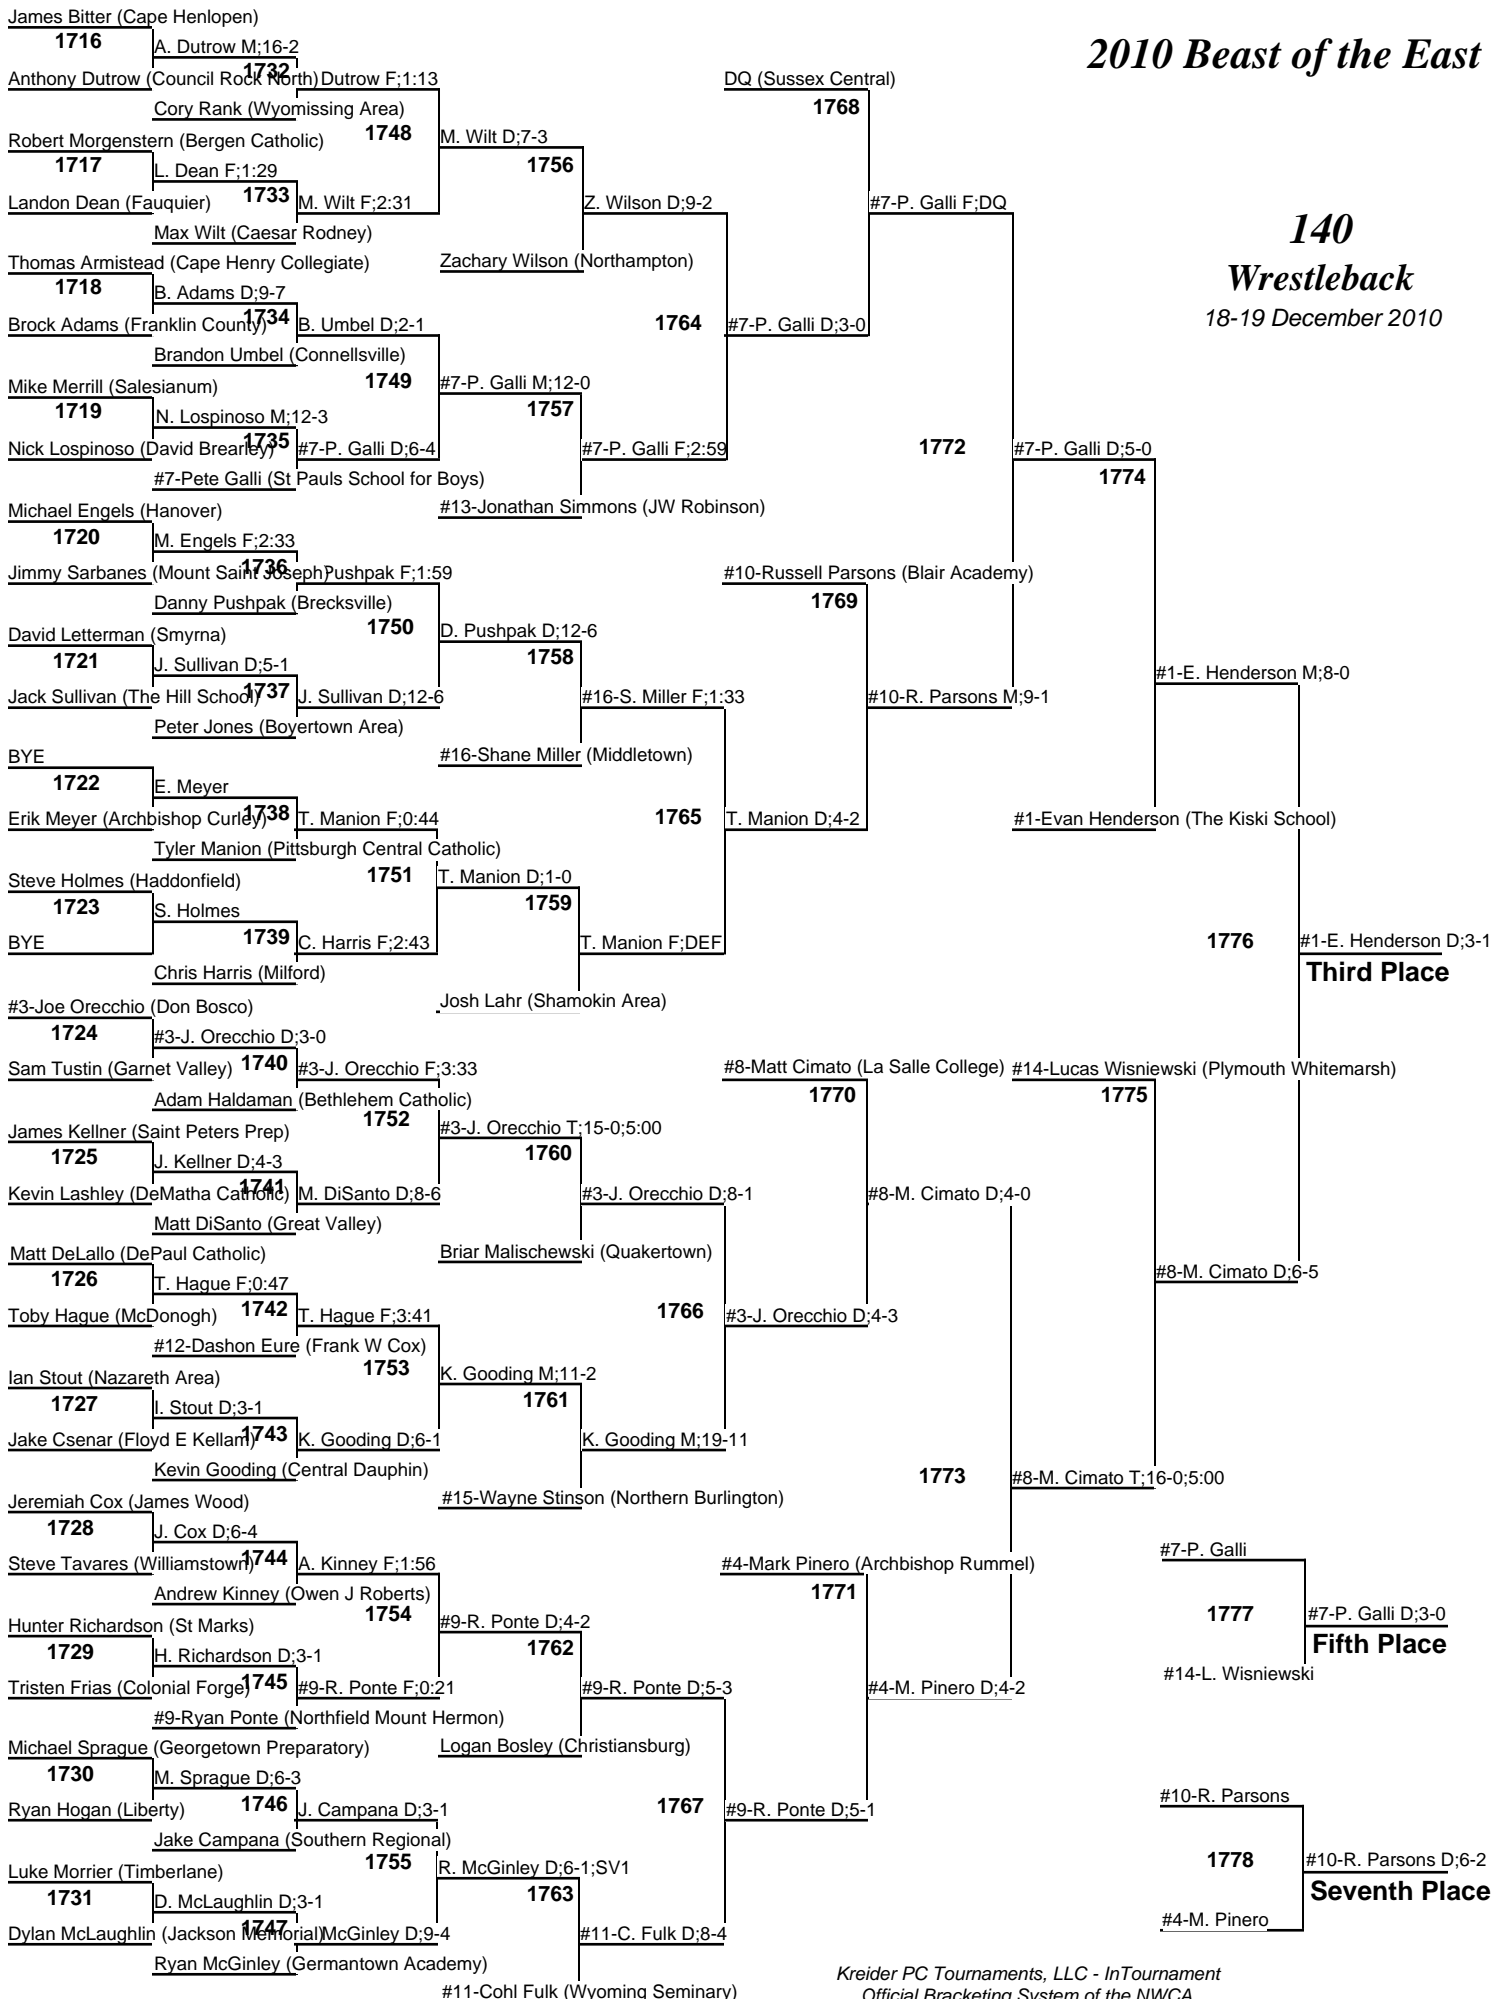 2010 Beast of the East
140
Wrestleback
18-19 December 2010
James Bitter (Cape Henlopen)
1716
A. Dutrow M;16-2
1732
Anthony Dutrow (Council Rock North)
Dutrow F;1:13
Cory Rank (Wyomissing Area)
1748
Robert Morgenstern (Bergen Catholic)
M. Wilt D;7-3
1717
1756
L. Dean F;1:29
1733
Landon Dean (Fauquier)
M. Wilt F;2:31
Z. Wilson D;9-2
Max Wilt (Caesar Rodney)
Zachary Wilson (Northampton)
Thomas Armistead (Cape Henry Collegiate)
1718
B. Adams D;9-7
1734
Brock Adams (Franklin County)
B. Umbel D;2-1
1764
#7-P. Galli D;3-0
Brandon Umbel (Connellsville)
1749
Mike Merrill (Salesianum)
#7-P. Galli M;12-0
1719
1757
N. Lospinoso M;12-3
1735
Nick Lospinoso (David Brearley)
#7-P. Galli D;6-4
#7-P. Galli F;2:59
#7-Pete Galli (St Pauls School for Boys)
#13-Jonathan Simmons (JW Robinson)
DQ (Sussex Central)
1768
#7-P. Galli F;DQ
1772
#7-P. Galli D;5-0
1774
Michael Engels (Hanover)
1720
M. Engels F;2:33
1736
Jimmy Sarbanes (Mount Saint Joseph)
Pushpak F;1:59
Danny Pushpak (Brecksville)
1750
David Letterman (Smyrna)
D. Pushpak D;12-6
1721
1758
J. Sullivan D;5-1
1737
Jack Sullivan (The Hill School)
J. Sullivan D;12-6
#16-S. Miller F;1:33
Peter Jones (Boyertown Area)
#16-Shane Miller (Middletown)
#10-Russell Parsons (Blair Academy)
1769
#10-R. Parsons M;9-1
#1-E. Henderson M;8-0
BYE
1722
E. Meyer
1738
Erik Meyer (Archbishop Curley)
T. Manion F;0:44
1765
T. Manion D;4-2
#1-Evan Henderson (The Kiski School)
Tyler Manion (Pittsburgh Central Catholic)
1751
Steve Holmes (Haddonfield)
T. Manion D;1-0
1723
1759
S. Holmes
1739
BYE
C. Harris F;2:43
T. Manion F;DEF
Chris Harris (Milford)
Josh Lahr (Shamokin Area)
1776
#1-E. Henderson D;3-1
Third Place
#3-Joe Orecchio (Don Bosco)
1724
#3-J. Orecchio D;3-0
1740
Sam Tustin (Garnet Valley)
#3-J. Orecchio F;3:33
Adam Haldaman (Bethlehem Catholic)
1752
#8-Matt Cimato (La Salle College)
#14-Lucas Wisniewski (Plymouth Whitemarsh)
1770
1775
James Kellner (Saint Peters Prep)
#3-J. Orecchio T;15-0;5:00
1725
1760
J. Kellner D;4-3
1741
Kevin Lashley (DeMatha Catholic)
M. DiSanto D;8-6
#3-J. Orecchio D;8-1
#8-M. Cimato D;4-0
Matt DiSanto (Great Valley)
Briar Malischewski (Quakertown)
#8-M. Cimato D;6-5
Matt DeLallo (DePaul Catholic)
1726
T. Hague F;0:47
1742
Toby Hague (McDonogh)
T. Hague F;3:41
1766
#3-J. Orecchio D;4-3
#12-Dashon Eure (Frank W Cox)
1753
Ian Stout (Nazareth Area)
K. Gooding M;11-2
1727
1761
I. Stout D;3-1
1743
Jake Csenar (Floyd E Kellam)
K. Gooding D;6-1
K. Gooding M;19-11
Kevin Gooding (Central Dauphin)
#15-Wayne Stinson (Northern Burlington)
1773
#8-M. Cimato T;16-0;5:00
Jeremiah Cox (James Wood)
1728
J. Cox D;6-4
1744
Steve Tavares (Williamstown)
A. Kinney F;1:56
Andrew Kinney (Owen J Roberts)
1754
#4-Mark Pinero (Archbishop Rummel)
1771
Hunter Richardson (St Marks)
#9-R. Ponte D;4-2
1729
1762
H. Richardson D;3-1
1745
Tristen Frias (Colonial Forge)
#9-R. Ponte F;0:21
#9-R. Ponte D;5-3
#4-M. Pinero D;4-2
#9-Ryan Ponte (Northfield Mount Hermon)
Logan Bosley (Christiansburg)
#7-P. Galli
1777
#7-P. Galli D;3-0
Fifth Place
#14-L. Wisniewski
Michael Sprague (Georgetown Preparatory)
1730
M. Sprague D;6-3
1746
Ryan Hogan (Liberty)
J. Campana D;3-1
1767
#9-R. Ponte D;5-1
Jake Campana (Southern Regional)
1755
Luke Morrier (Timberlane)
R. McGinley D;6-1;SV1
1731
1763
D. McLaughlin D;3-1
1747
Dylan McLaughlin (Jackson Memorial)
McGinley D;9-4
#11-C. Fulk D;8-4
Ryan McGinley (Germantown Academy)
#11-Cohl Fulk (Wyoming Seminary)
#10-R. Parsons
1778
#10-R. Parsons D;6-2
Seventh Place
#4-M. Pinero
Kreider PC Tournaments, LLC - InTournament
Official Bracketing System of the NWCA